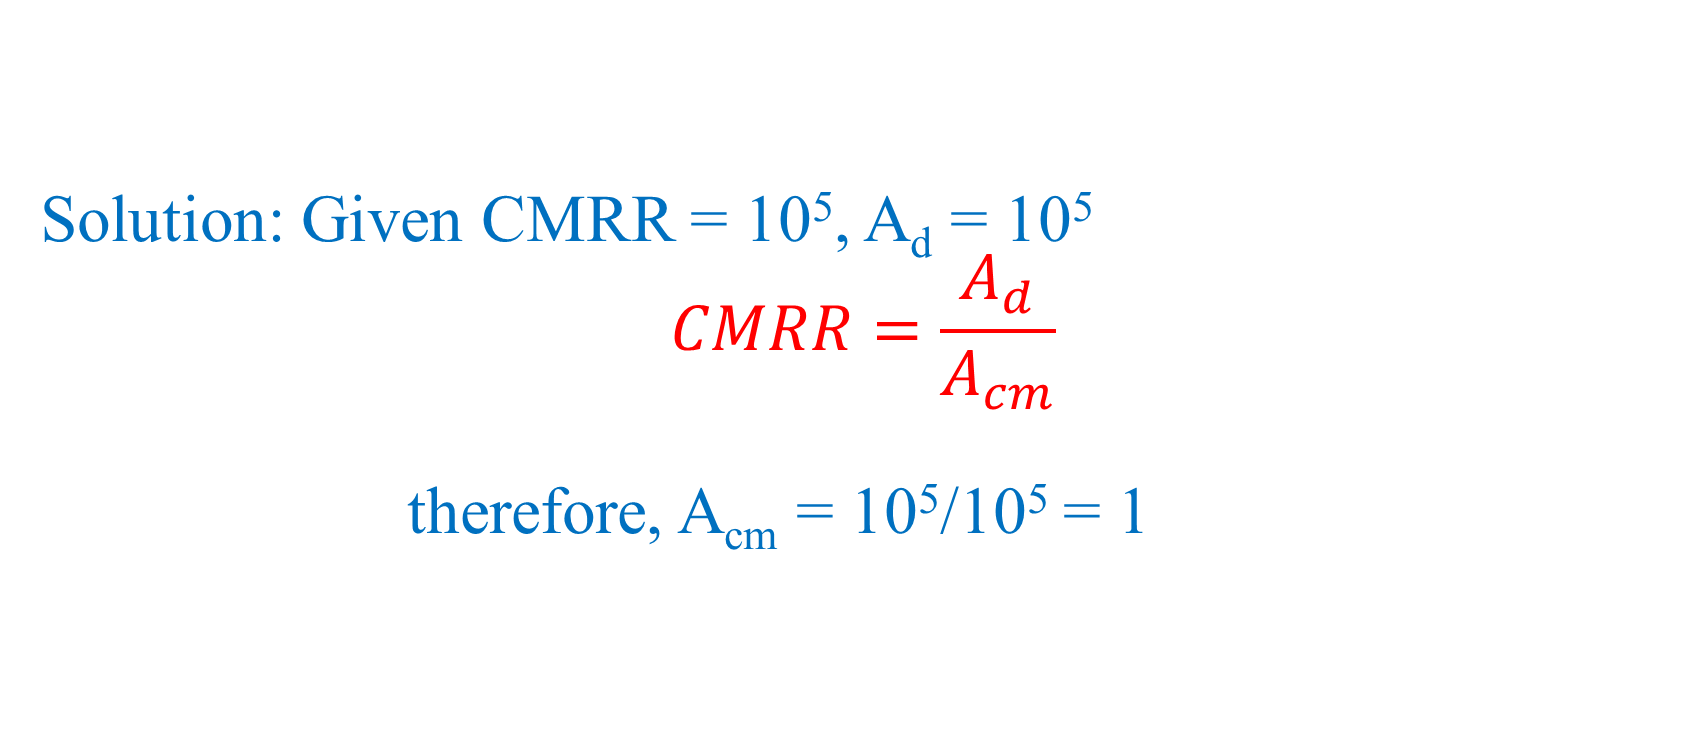 Solution: Given CMRR = 10⁵, A_d = 10⁵
CMRR = A_d / A_cm
therefore, A_cm = 10⁵/10⁵ = 1